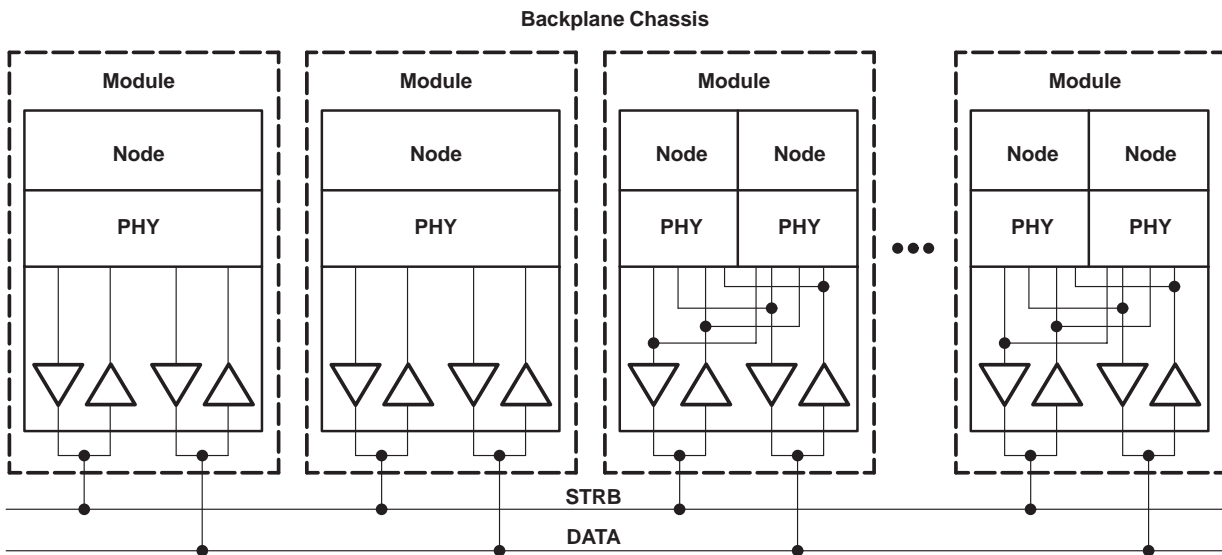 Backplane Chassis
Module Module Module Module
Node Node Node Node Node Node
PHY PHY PHY PHY PHY PHY
STRB
DATA